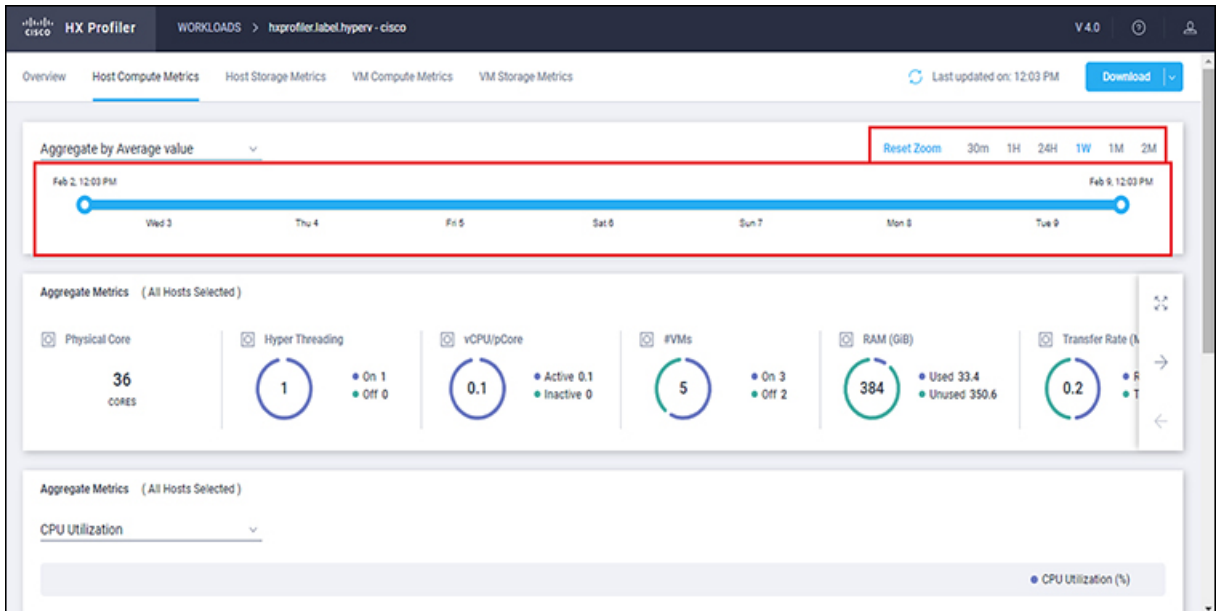 cisco HX Profiler WORKLOADS > hxprofiler.label.hyperv - cisco V 4.0
Overview Host Compute Metrics Host Storage Metrics VM Compute Metrics VM Storage Metrics Last updated on: 12:03 PM Download
Aggregate by Average value Reset Zoom 30m 1H 24H 1W 1M 2M
Feb 2, 12:03 PM Feb 9, 12:03 PM
Wed 3 Thu 4 Fri 5 Sat 6 Sun 7 Mon 8 Tue 9
Aggregate Metrics ( All Hosts Selected )
Physical Core Hyper Threading vCPU/pCore #VMs RAM (GiB) Transfer Rate (M
36 CORES
1 On 1 Off 0
0.1 Active 0.1 Inactive 0
5 On 3 Off 2
384 Used 33.4 Unused 350.6
0.2 R T
Aggregate Metrics ( All Hosts Selected )
CPU Utilization
CPU Utilization (%)